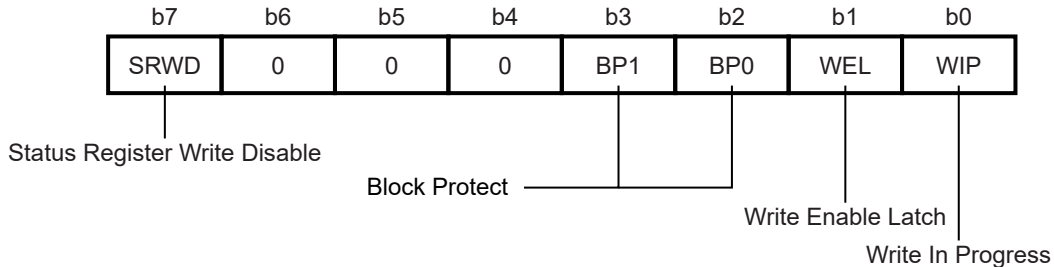 b7 b6 b5 b4 b3 b2 b1 b0
SRWD 0 0 0 BP1 BP0 WEL WIP
Status Register Write Disable
Block Protect
Write Enable Latch
Write In Progress